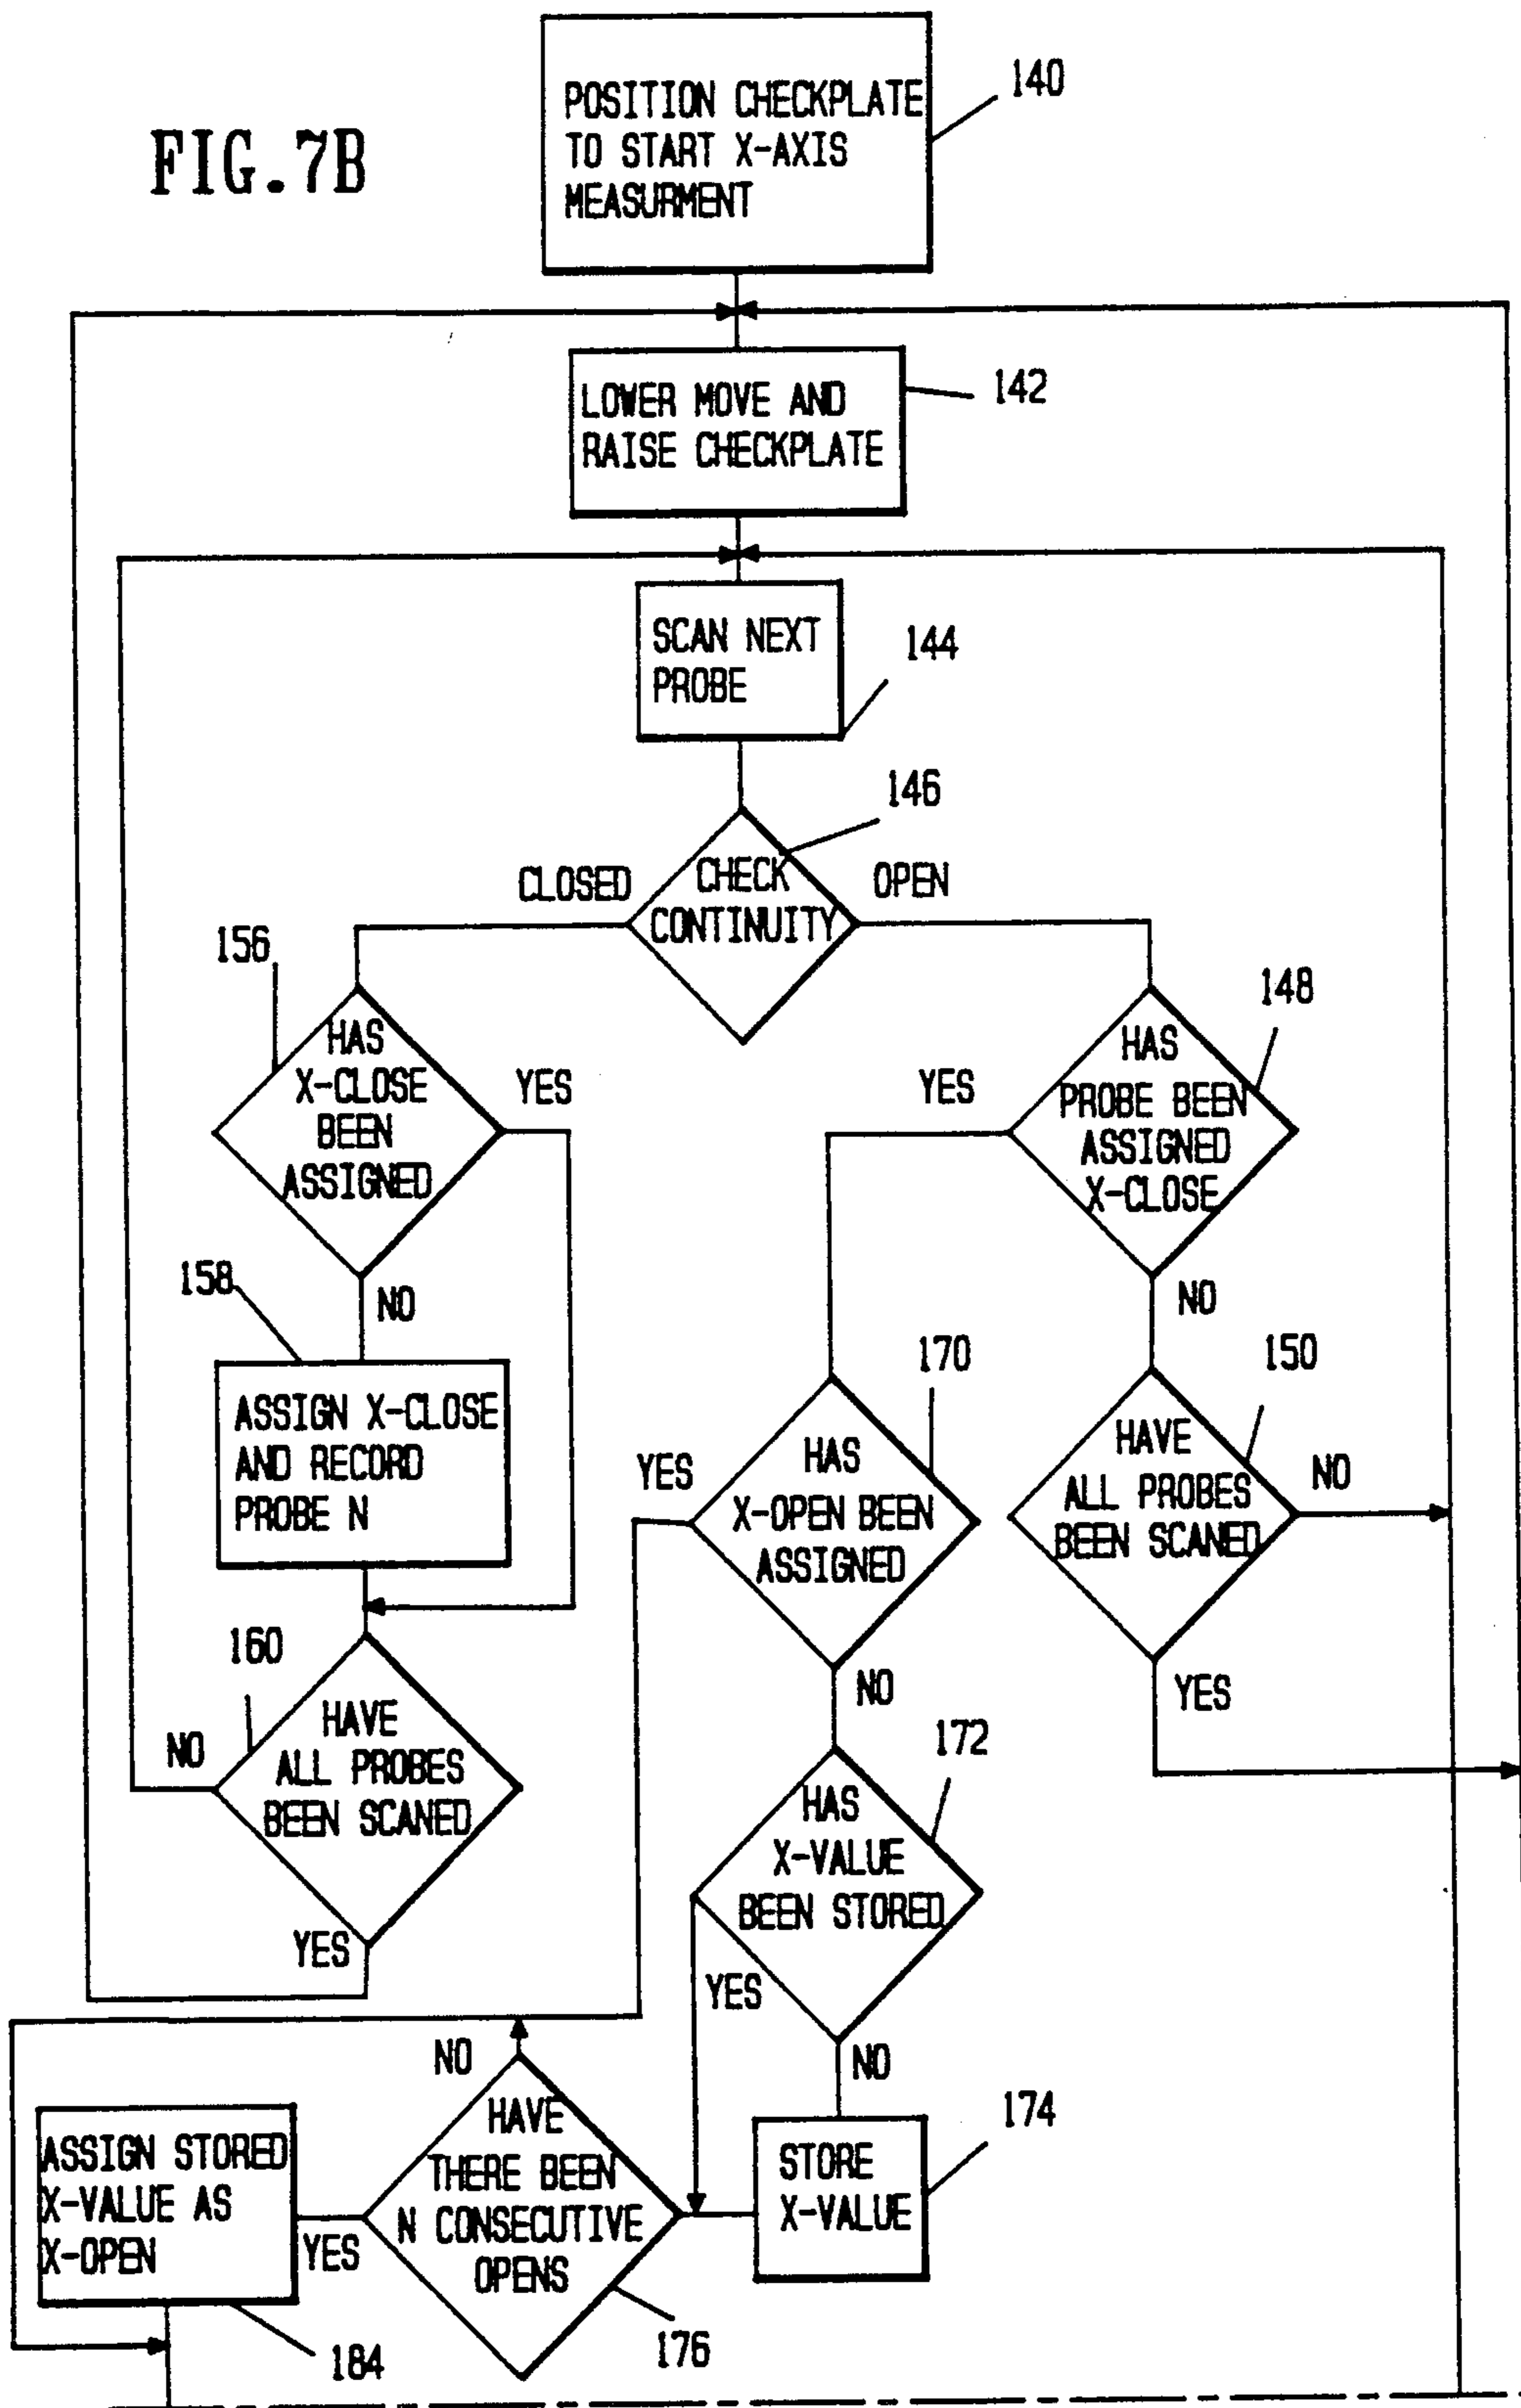 FIG.7B
POSITION CHECKPLATE
TO START X-AXIS
MEASURMENT
140
LOWER MOVE AND
RAISE CHECKPLATE
142
SCAN NEXT
PROBE
144
146
CLOSED
CHECK
CONTINUITY
OPEN
156
HAS
X-CLOSE
BEEN
ASSIGNED
YES
148
HAS
PROBE BEEN
ASSIGNED
X-CLOSE
YES
158
NO
NO
ASSIGN X-CLOSE
AND RECORD
PROBE N
170
YES
HAS
X-OPEN BEEN
ASSIGNED
150
HAVE
ALL PROBES
BEEN SCANED
NO
160
NO
HAVE
ALL PROBES
BEEN SCANED
YES
NO
YES
172
HAS
X-VALUE
BEEN STORED
YES
NO
NO
HAVE
THERE BEEN
N CONSECUTIVE
OPENS
176
174
STORE
X-VALUE
ASSIGN STORED
X-VALUE AS
X-OPEN
YES
184